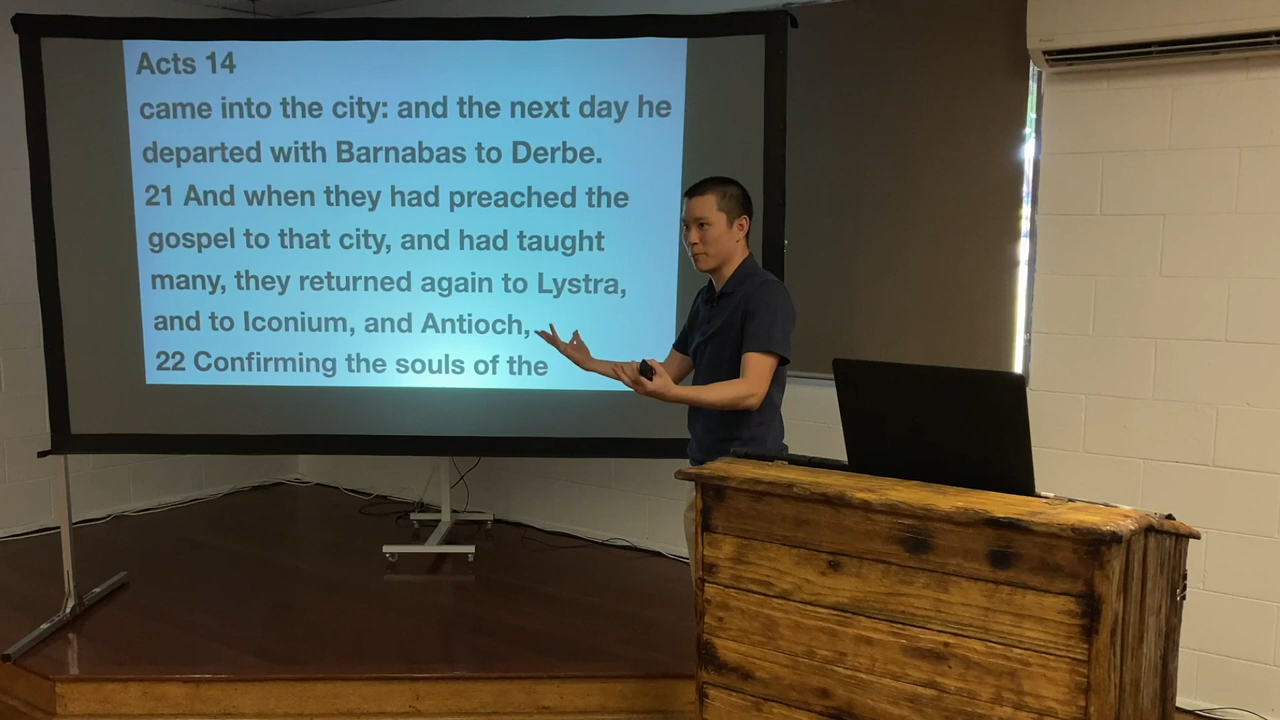 Acts 14
came into the city: and the next day he
departed with Barnabas to Derbe.
21 And when they had preached the
gospel to that city, and had taught
many, they returned again to Lystra,
and to Iconium, and Antioch,
22 Confirming the souls of the